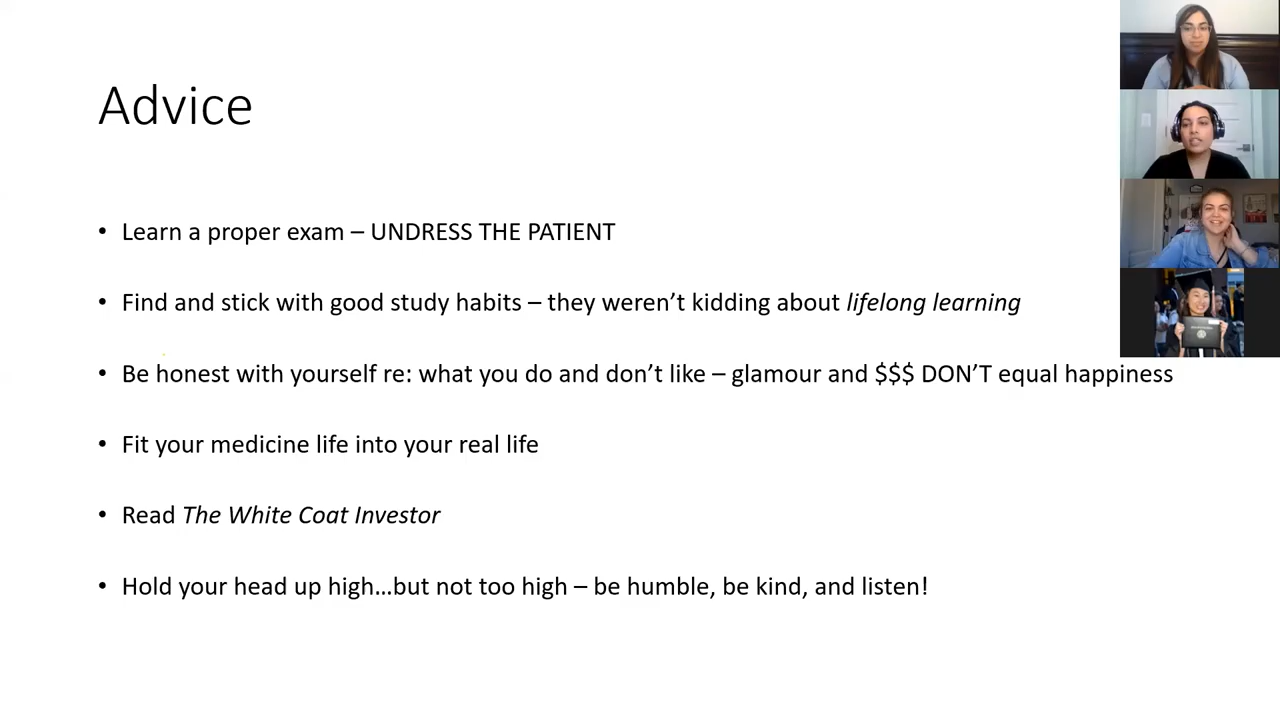 Advice
• Learn a proper exam – UNDRESS THE PATIENT
• Find and stick with good study habits – they weren’t kidding about lifelong learning
• Be honest with yourself re: what you do and don’t like – glamour and $$$ DON’T equal happiness
• Fit your medicine life into your real life
• Read The White Coat Investor
• Hold your head up high…but not too high – be humble, be kind, and listen!